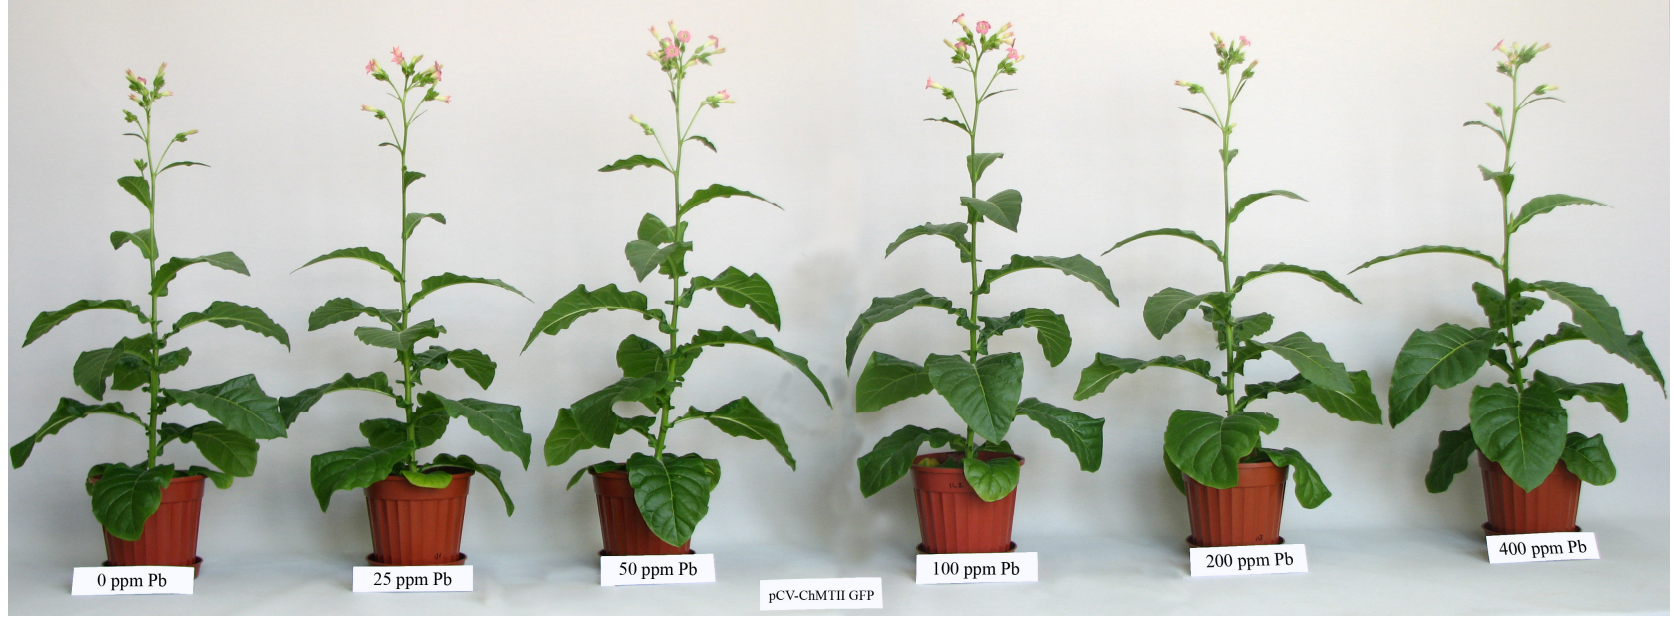 0 ppm Pb
25 ppm Pb
50 ppm Pb
100 ppm Pb
200 ppm Pb
400 ppm Pb
pCV-ChMTII GFP